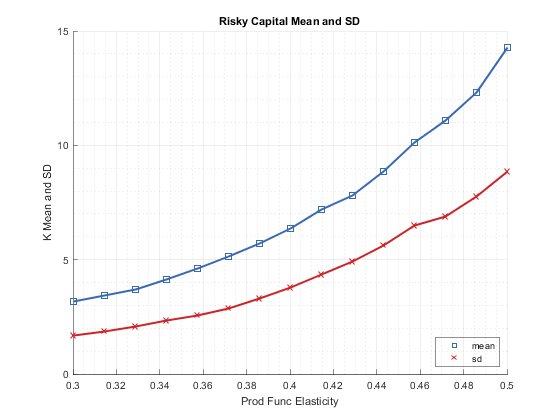 Risky Capital Mean and SD
K Mean and SD
15
10
5
0
0.3 0.32 0.34 0.36 0.38 0.4 0.42 0.44 0.46 0.48 0.5
Prod Func Elasticity
mean
sd